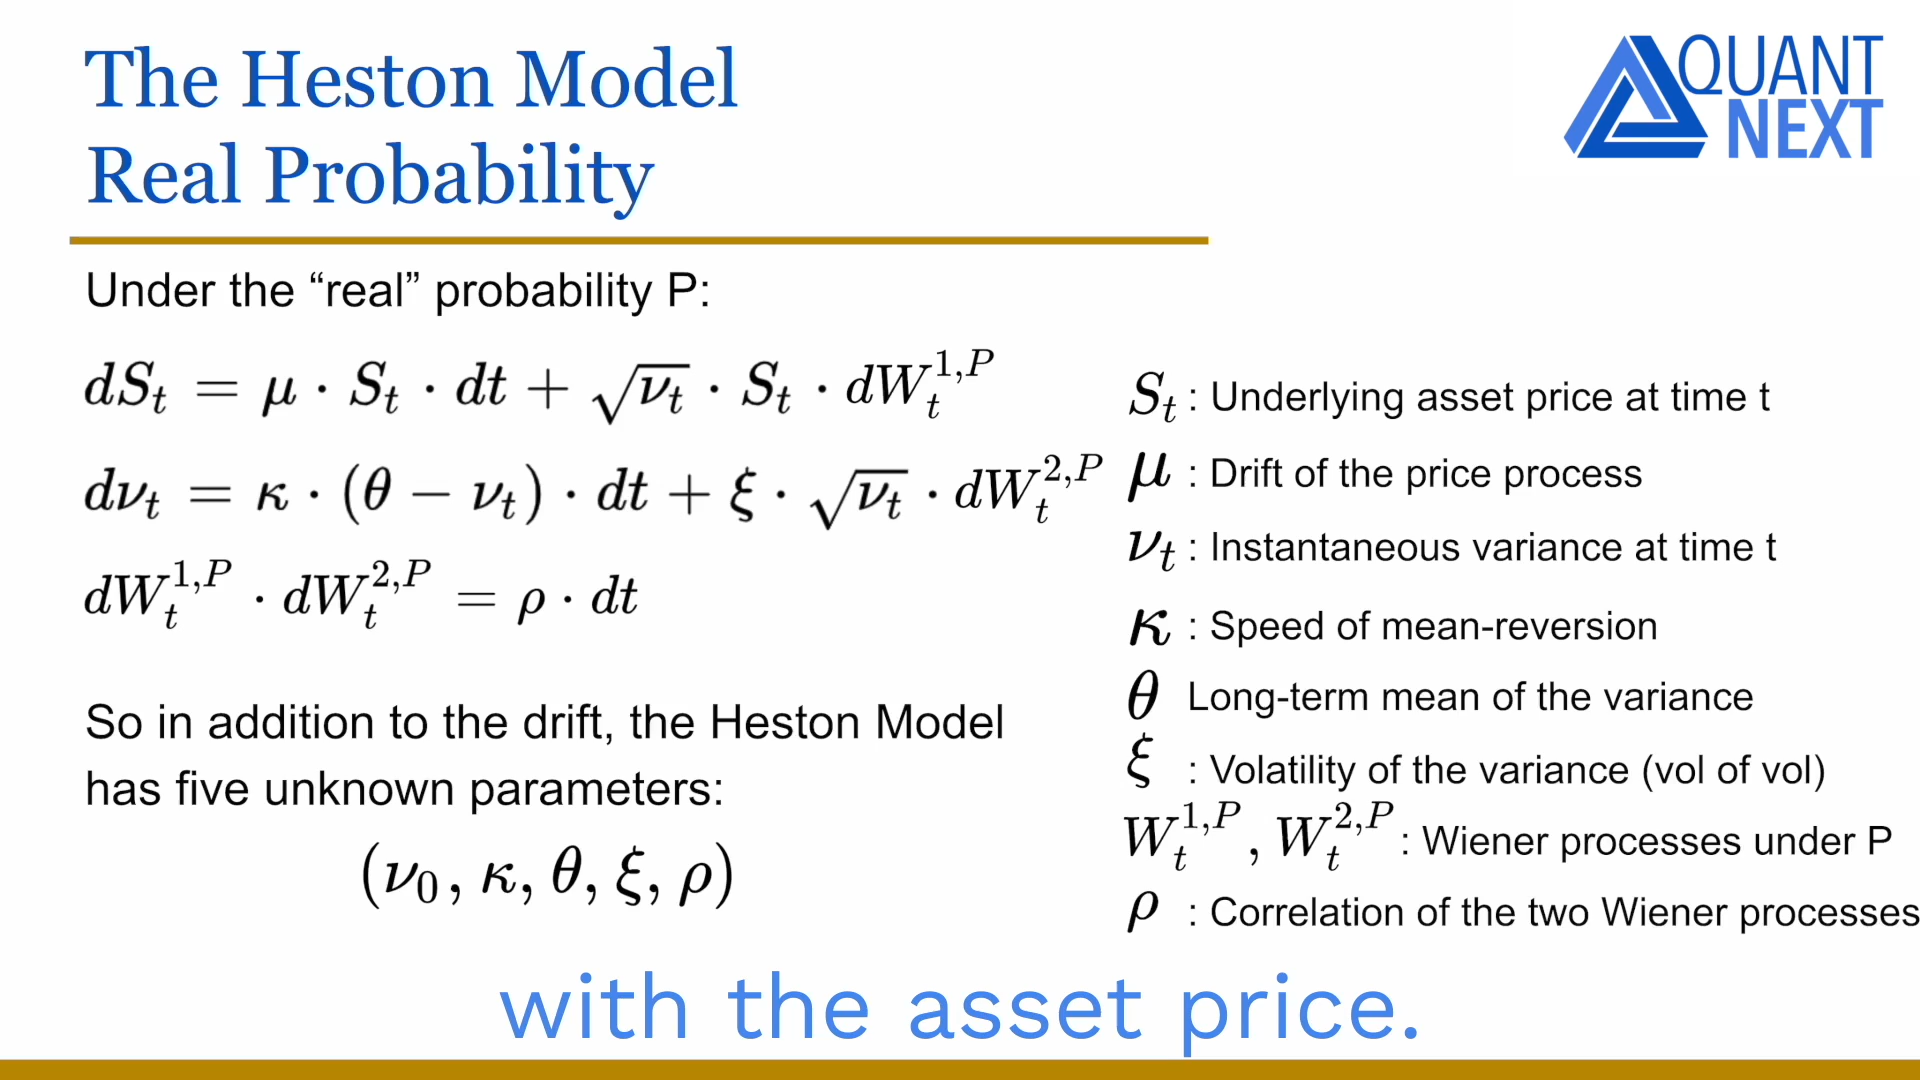 The Heston Model
Real Probability
QUANT
NEXT
Under the “real” probability P:
dS_t = μ · S_t · dt + √ν_t · S_t · dW_t^{1,P}
dν_t = κ · (θ − ν_t) · dt + ξ · √ν_t · dW_t^{2,P}
dW_t^{1,P} · dW_t^{2,P} = ρ · dt
So in addition to the drift, the Heston Model
has five unknown parameters:
(ν_0, κ, θ, ξ, ρ)
S_t : Underlying asset price at time t
μ : Drift of the price process
ν_t : Instantaneous variance at time t
κ : Speed of mean-reversion
θ Long-term mean of the variance
ξ : Volatility of the variance (vol of vol)
W_t^{1,P}, W_t^{2,P} : Wiener processes under P
ρ : Correlation of the two Wiener processes
with the asset price.